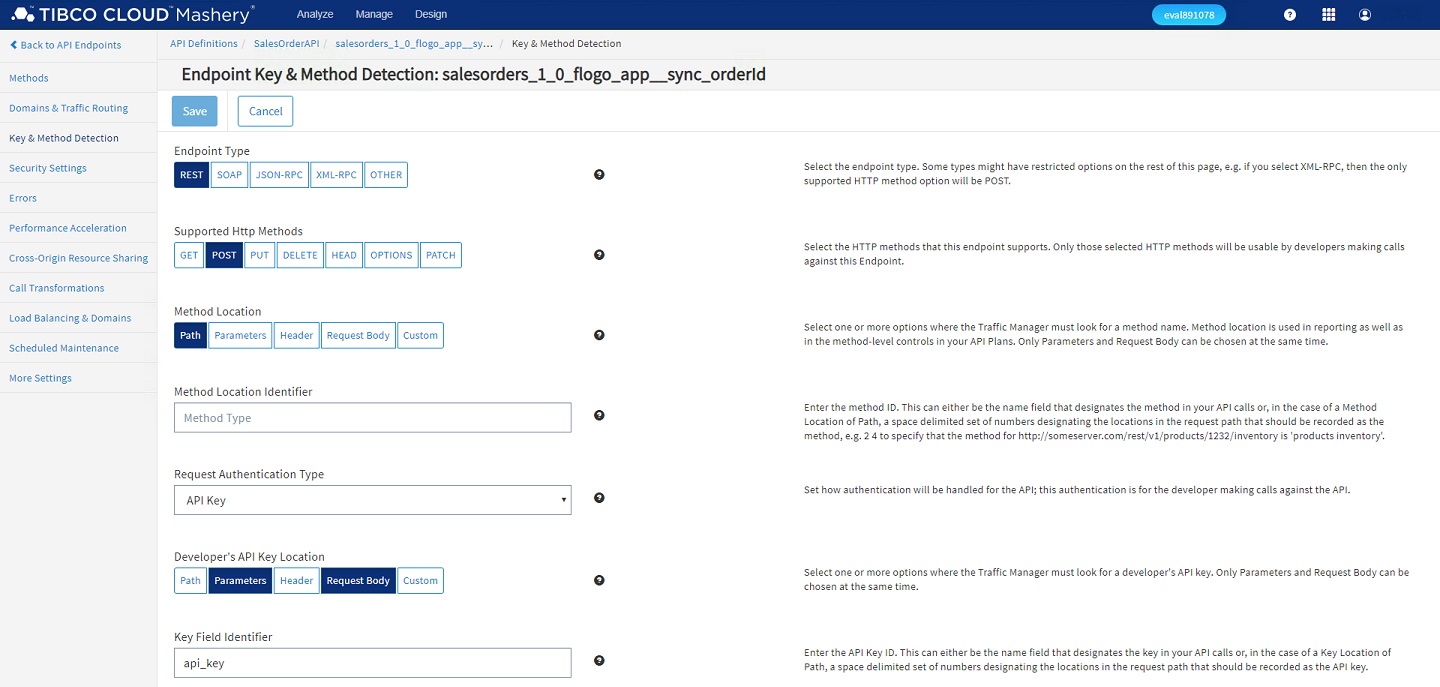 TIBCO CLOUD™ Mashery®
Analyze
Manage
Design
eval891078
Back to API Endpoints
Methods
Domains & Traffic Routing
Key & Method Detection
Security Settings
Errors
Performance Acceleration
Cross-Origin Resource Sharing
Call Transformations
Load Balancing & Domains
Scheduled Maintenance
More Settings
API Definitions / SalesOrderAPI / salesorders_1_0_flogo_app__sy... / Key & Method Detection
Endpoint Key & Method Detection: salesorders_1_0_flogo_app__sync_orderId
Save
Cancel
Endpoint Type
REST SOAP JSON-RPC XML-RPC OTHER
Select the endpoint type. Some types might have restricted options on the rest of this page, e.g. if you select XML-RPC, then the only
supported HTTP method option will be POST.
Supported Http Methods
GET POST PUT DELETE HEAD OPTIONS PATCH
Select the HTTP methods that this endpoint supports. Only those selected HTTP methods will be usable by developers making calls
against this Endpoint.
Method Location
Path Parameters Header Request Body Custom
Select one or more options where the Traffic Manager must look for a method name. Method location is used in reporting as well as
in the method-level controls in your API Plans. Only Parameters and Request Body can be chosen at the same time.
Method Location Identifier
Method Type
Enter the method ID. This can either be the name field that designates the method in your API calls or, in the case of a Method
Location of Path, a space delimited set of numbers designating the locations in the request path that should be recorded as the
method, e.g. 2 4 to specify that the method for http://someserver.com/rest/v1/products/1232/inventory is 'products inventory'.
Request Authentication Type
API Key
Set how authentication will be handled for the API; this authentication is for the developer making calls against the API.
Developer's API Key Location
Path Parameters Header Request Body Custom
Select one or more options where the Traffic Manager must look for a developer's API key. Only Parameters and Request Body can be
chosen at the same time.
Key Field Identifier
api_key
Enter the API Key ID. This can either be the name field that designates the key in your API calls or, in the case of a Key Location of
Path, a space delimited set of numbers designating the locations in the request path that should be recorded as the API key.